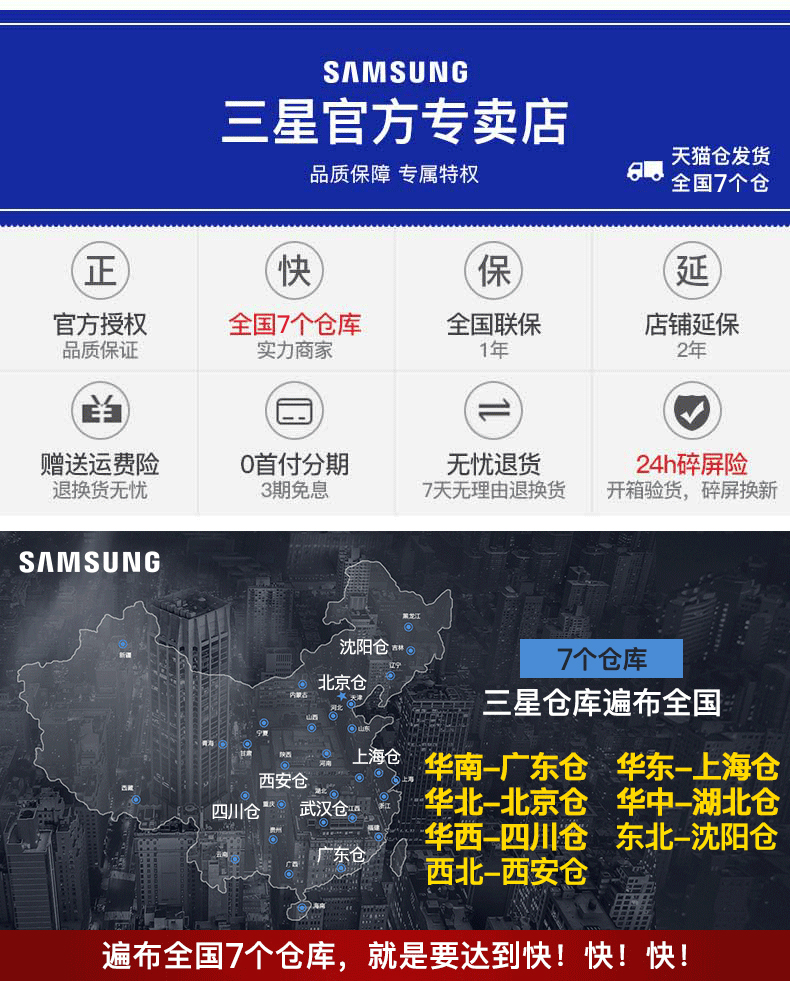 SAMSUNG
三星官方专卖店
品质保障 专属特权
天猫仓发货
全国7个仓
正
快
保
延
官方授权
全国7个仓库
全国联保
店铺延保
品质保证
实力商家
1年
2年
赠送运费险
0首付分期
无忧退货
24h碎屏险
退换货无忧
3期免息
7天无理由退换货
开箱验货，碎屏换新
SAMSUNG
黑龙江
沈阳仓
吉林
新疆
辽宁
北京仓
内蒙古
天津
河北
山西
山东
宁夏
青海
甘肃
陕西
河南
上海仓
上海
西安仓
西藏
湖北
四川仓
重庆
武汉仓
江西
浙江
贵州
福建
云南
广东仓
广西
海南
7个仓库
三星仓库遍布全国
华南-广东仓 华东-上海仓
华北-北京仓 华中-湖北仓
华西-四川仓 东北-沈阳仓
西北-西安仓
遍布全国7个仓库，就是要达到快！快！快！